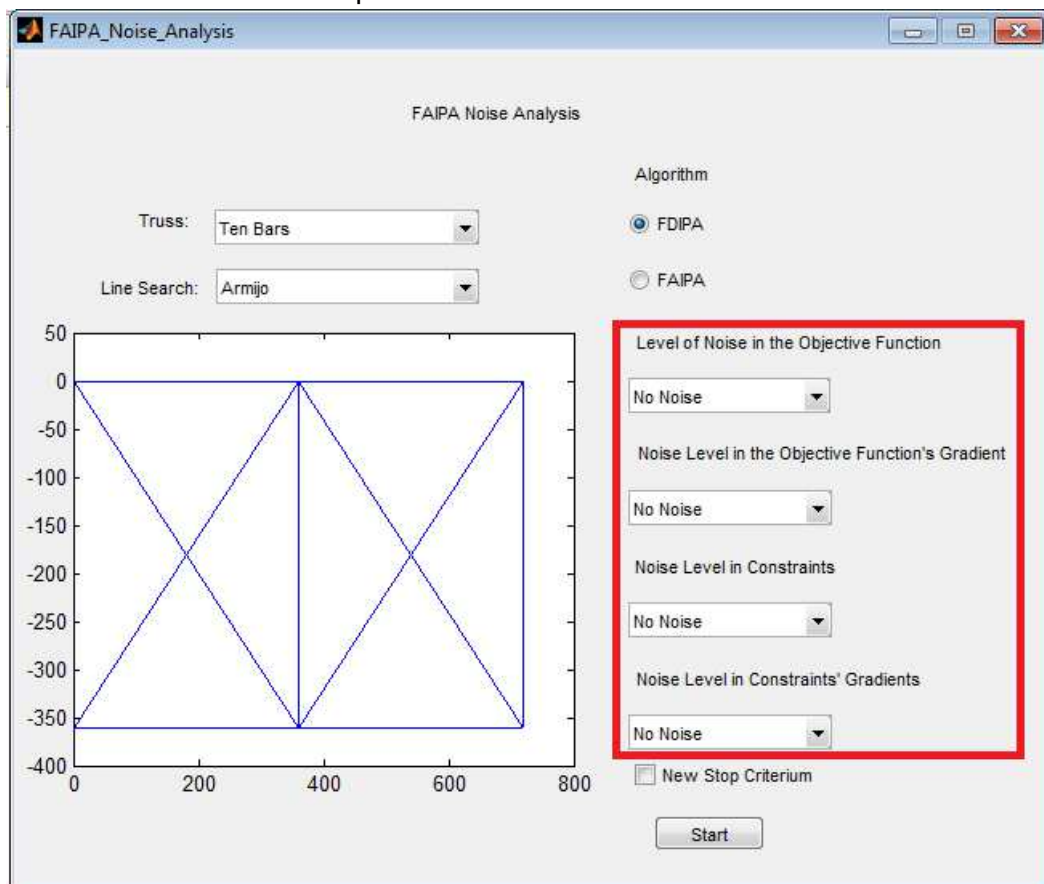 FAIPA_Noise_Analysis
FAIPA Noise Analysis
Algorithm
Truss: Ten Bars
FDIPA
Line Search: Armijo
FAIPA
Level of Noise in the Objective Function
No Noise
Noise Level in the Objective Function's Gradient
No Noise
Noise Level in Constraints
No Noise
Noise Level in Constraints' Gradients
No Noise
New Stop Criterium
Start
50
0
-50
-100
-150
-200
-250
-300
-350
-400
0 200 400 600 800